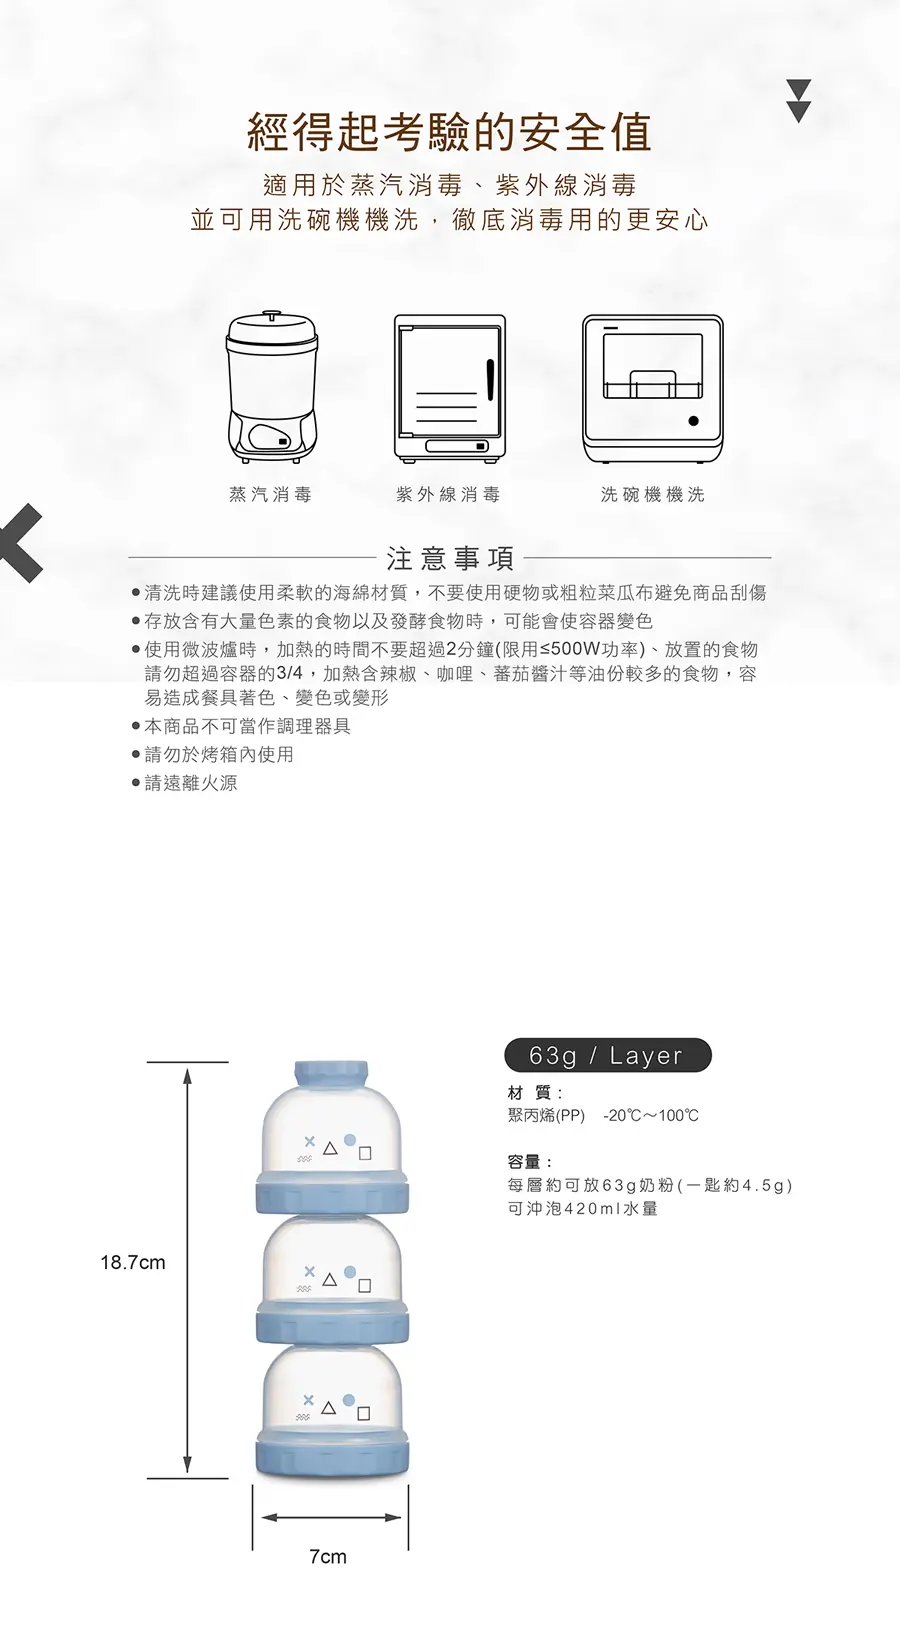 經得起考驗的安全值
適用於蒸汽消毒、紫外線消毒
並可用洗碗機機洗，徹底消毒用的更安心
蒸汽消毒
紫外線消毒
洗碗機機洗
注意事項
●清洗時建議使用柔軟的海綿材質，不要使用硬物或粗粒菜瓜布避免商品刮傷
●存放含有大量色素的食物以及發酵食物時，可能會使容器變色
●使用微波爐時，加熱的時間不要超過2分鐘(限用≤500W功率)、放置的食物
請勿超過容器的3/4，加熱含辣椒、咖哩、蕃茄醬汁等油份較多的食物，容
易造成餐具著色、變色或變形
●本商品不可當作調理器具
●請勿於烤箱內使用
●請遠離火源
63g / Layer
材 質：
聚丙烯(PP) -20℃～100℃
容量：
每層約可放63g奶粉(一匙約4.5g)
可沖泡420ml水量
18.7cm
7cm